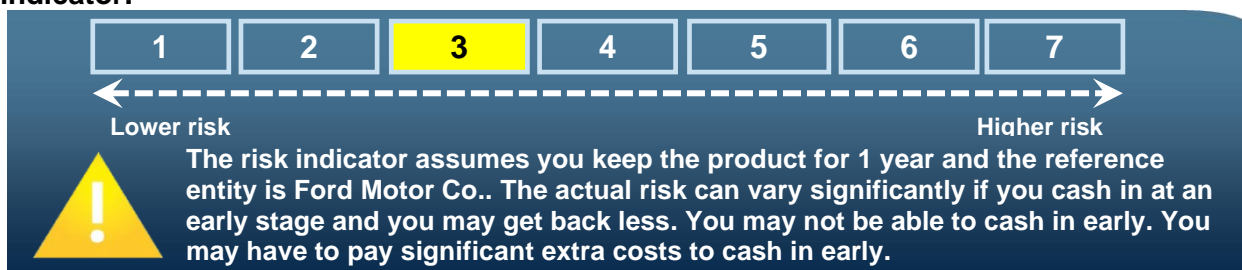 indicator?
1 2 3 4 5 6 7
Lower risk Higher risk
The risk indicator assumes you keep the product for 1 year and the reference
entity is Ford Motor Co.. The actual risk can vary significantly if you cash in at an
early stage and you may get back less. You may not be able to cash in early. You
may have to pay significant extra costs to cash in early.